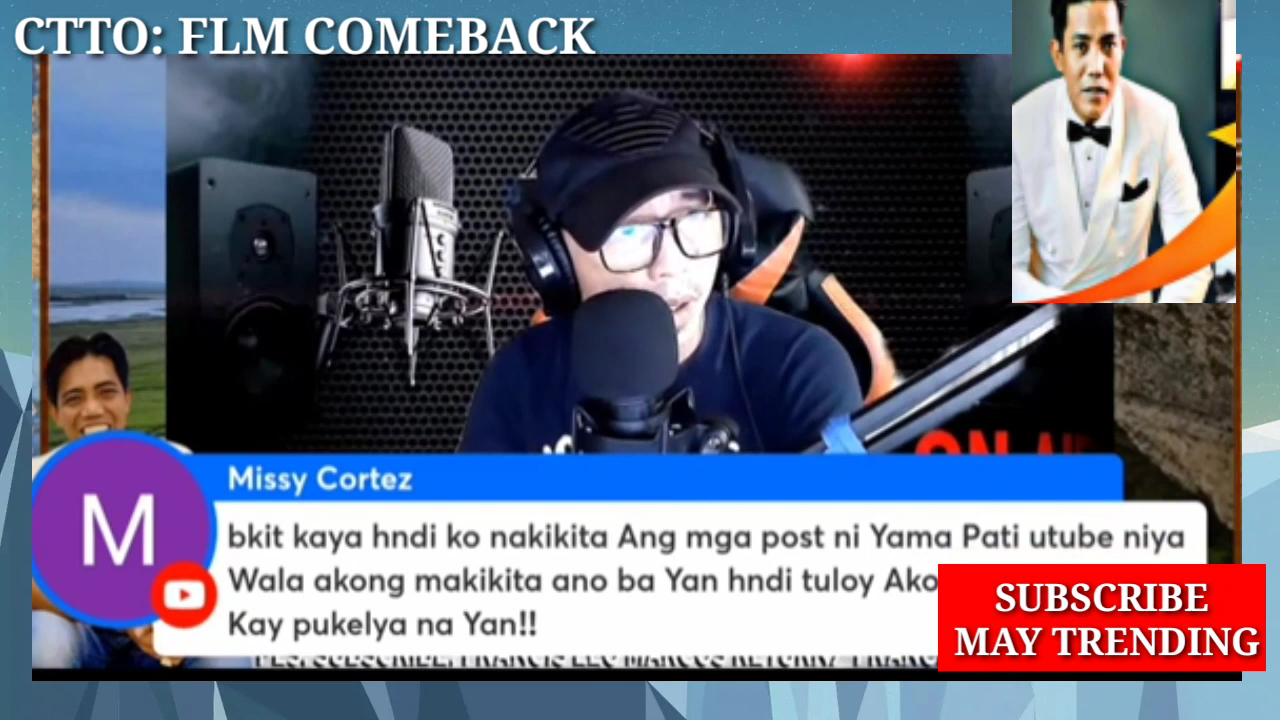 CTTO: FLM COMEBACK
Missy Cortez
M
bkit kaya hndi ko nakikita Ang mga post ni Yama Pati utube niya
Wala akong makikita ano ba Yan hndi tuloy Ako
Kay pukelya na Yan!!
SUBSCRIBE
MAY TRENDING